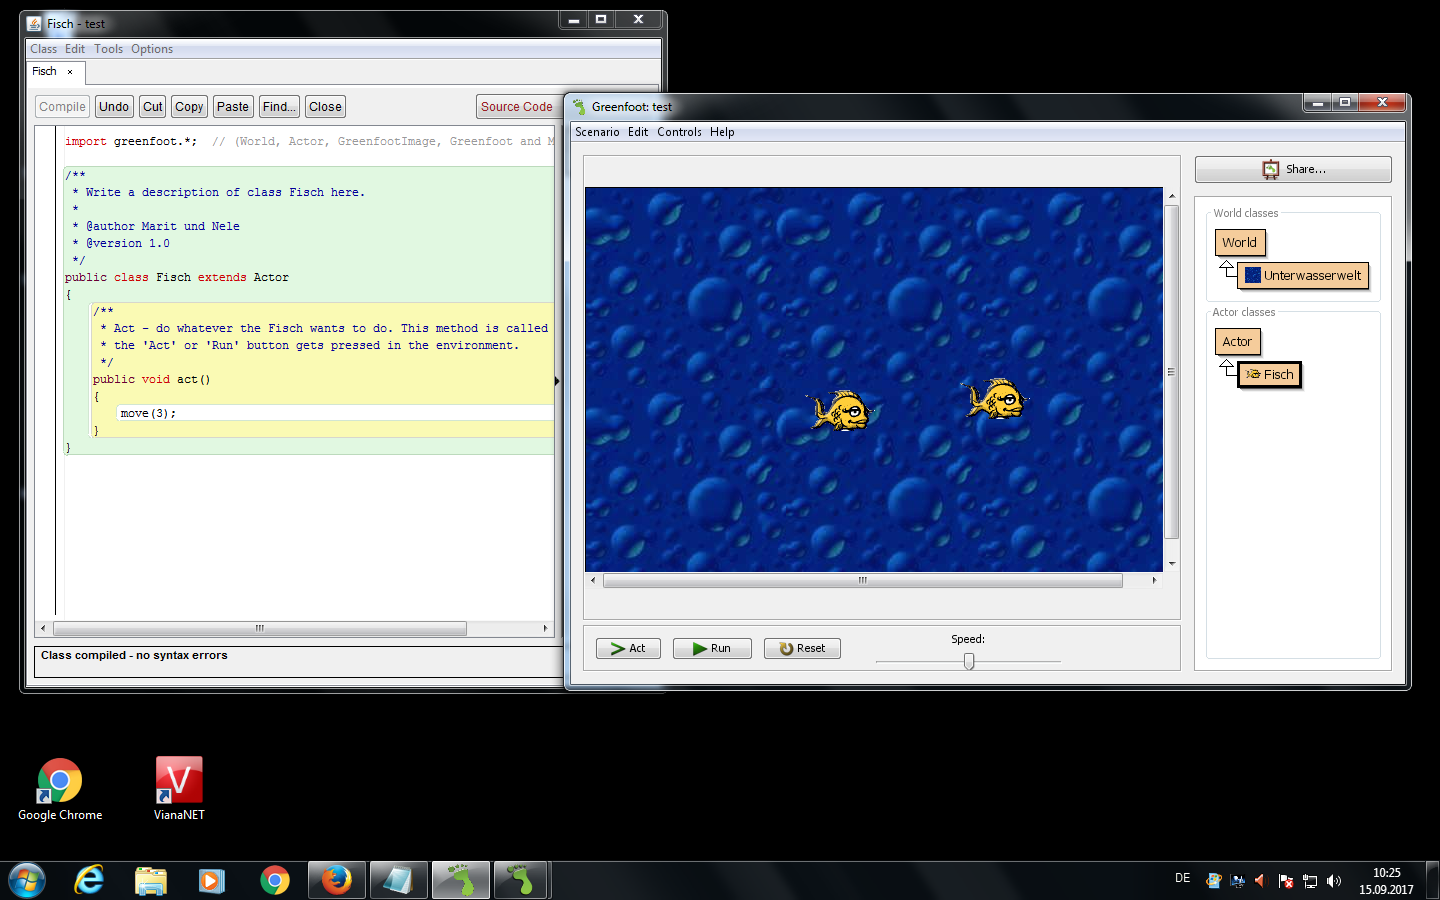 Fisch - test
Class Edit Tools Options
Fisch ×
Compile Undo Cut Copy Paste Find... Close Source Code
import greenfoot.*;  // (World, Actor, GreenfootImage, Greenfoot and M
/**
 * Write a description of class Fisch here.
 *
 * @author Marit und Nele
 * @version 1.0
 */
public class Fisch extends Actor
{
    /**
     * Act - do whatever the Fisch wants to do. This method is called
     * the 'Act' or 'Run' button gets pressed in the environment.
     */
    public void act()
    {
        move(3);
    }
}
Class compiled - no syntax errors
Greenfoot: test
Scenario Edit Controls Help
Share...
World classes
World
Unterwasserwelt
Actor classes
Actor
Fisch
Act Run Reset
Speed:
Google Chrome
VianaNET
V
DE
10:25
15.09.2017